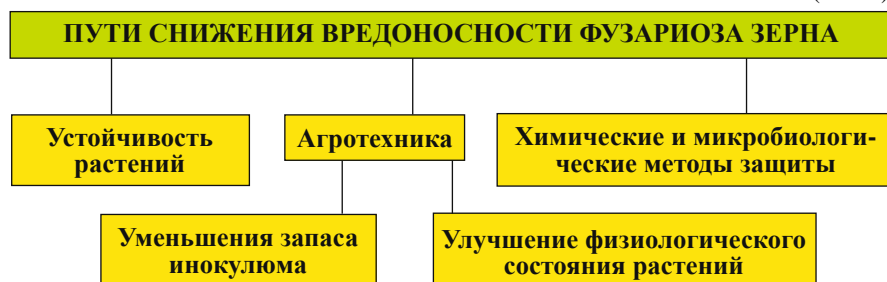 ПУТИ СНИЖЕНИЯ ВРЕДОНОСНОСТИ ФУЗАРИОЗА ЗЕРНА
Устойчивость
растений
Агротехника
Химические и микробиологи-
ческие методы защиты
Уменьшения запаса
инокулюма
Улучшение физиологического
состояния растений